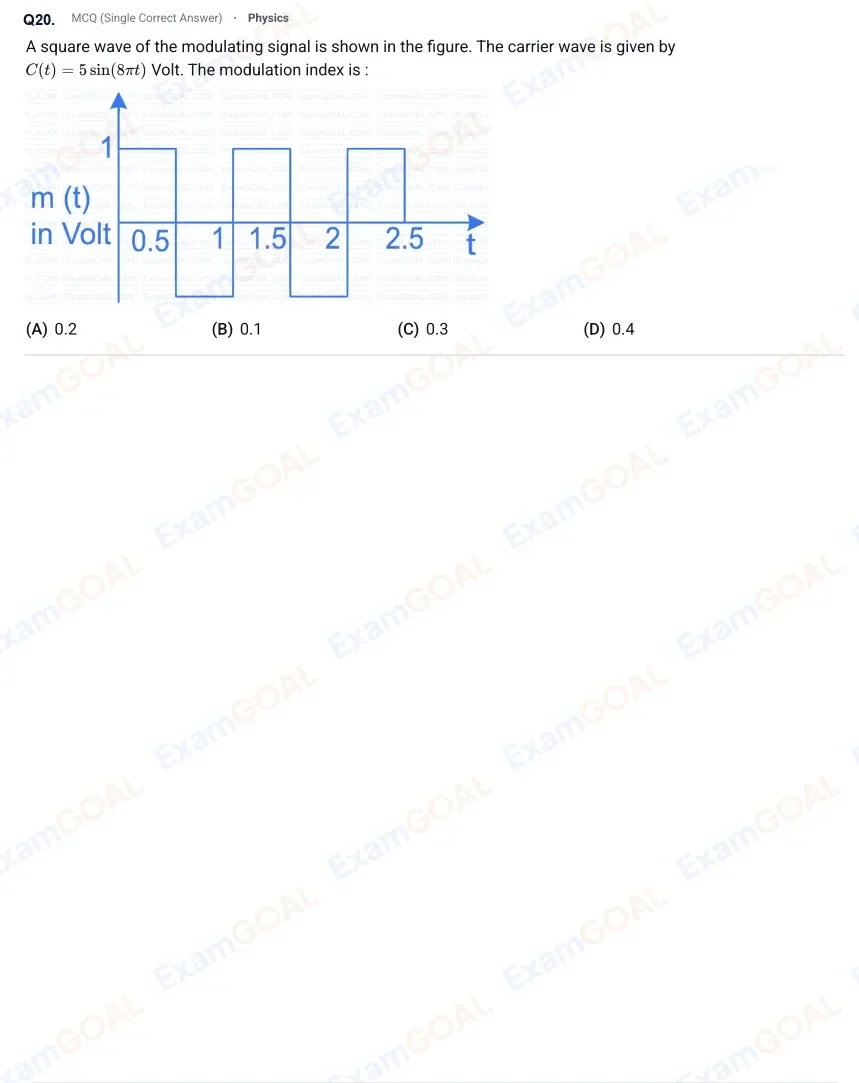 Q20. MCQ (Single Correct Answer) · Physics
A square wave of the modulating signal is shown in the figure. The carrier wave is given by
C(t) = 5 sin(8πt) Volt. The modulation index is :
1
m (t)
in Volt
0.5 1 1.5 2 2.5 t
(A) 0.2 (B) 0.1 (C) 0.3 (D) 0.4
ExamGOAL